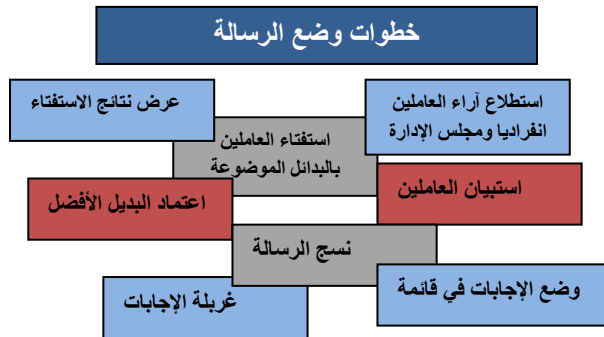 خطوات وضع الرسالة
استطلاع آراء العاملين
انفراديا ومجلس الإدارة
عرض نتائج الاستفتاء
استفتاء العاملين
بالبدائل الموضوعة
استبيان العاملين
اعتماد البديل الأفضل
نسج الرسالة
وضع الإجابات في قائمة
غربلة الإجابات